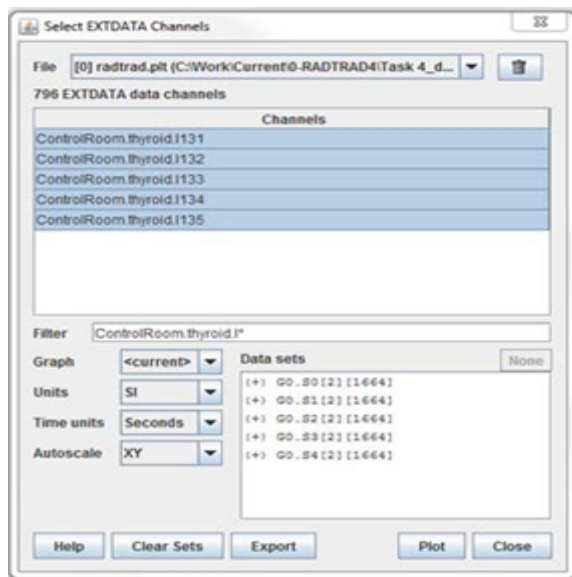 Select EXTDATA Channels
File [0] radtrad.plt (C:\Work\Current\0-RADTRAD4\Task 4_d...
796 EXTDATA data channels
Channels
ControlRoom.thyroid.I131
ControlRoom.thyroid.I132
ControlRoom.thyroid.I133
ControlRoom.thyroid.I134
ControlRoom.thyroid.I135
Filter ControlRoom.thyroid.I*
Graph <current> Data sets None
(+) G0.S0[2][1664]
Units SI (+) G0.S1[2][1664]
(+) G0.S2[2][1664]
Time units Seconds (+) G0.S3[2][1664]
(+) G0.S4[2][1664]
Autoscale XY
Help Clear Sets Export Plot Close